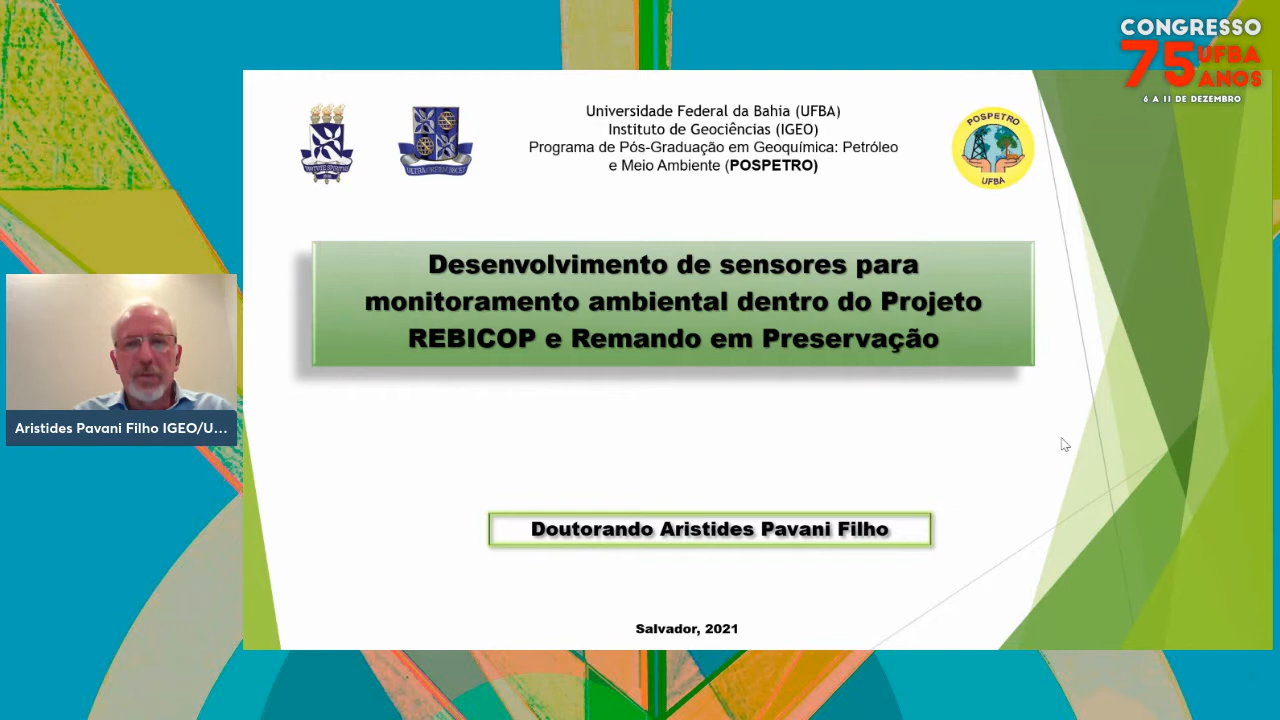 CONGRESSO
75 UFBA
ANOS
6 A 11 DE DEZEMBRO
Universidade Federal da Bahia (UFBA)
Instituto de Geociências (IGEO)
Programa de Pós-Graduação em Geoquímica: Petróleo
e Meio Ambiente (POSPETRO)
POSPETRO
UFBA
Desenvolvimento de sensores para
monitoramento ambiental dentro do Projeto
REBICOP e Remando em Preservação
Aristides Pavani Filho IGEO/U...
Doutorando Aristides Pavani Filho
Salvador, 2021